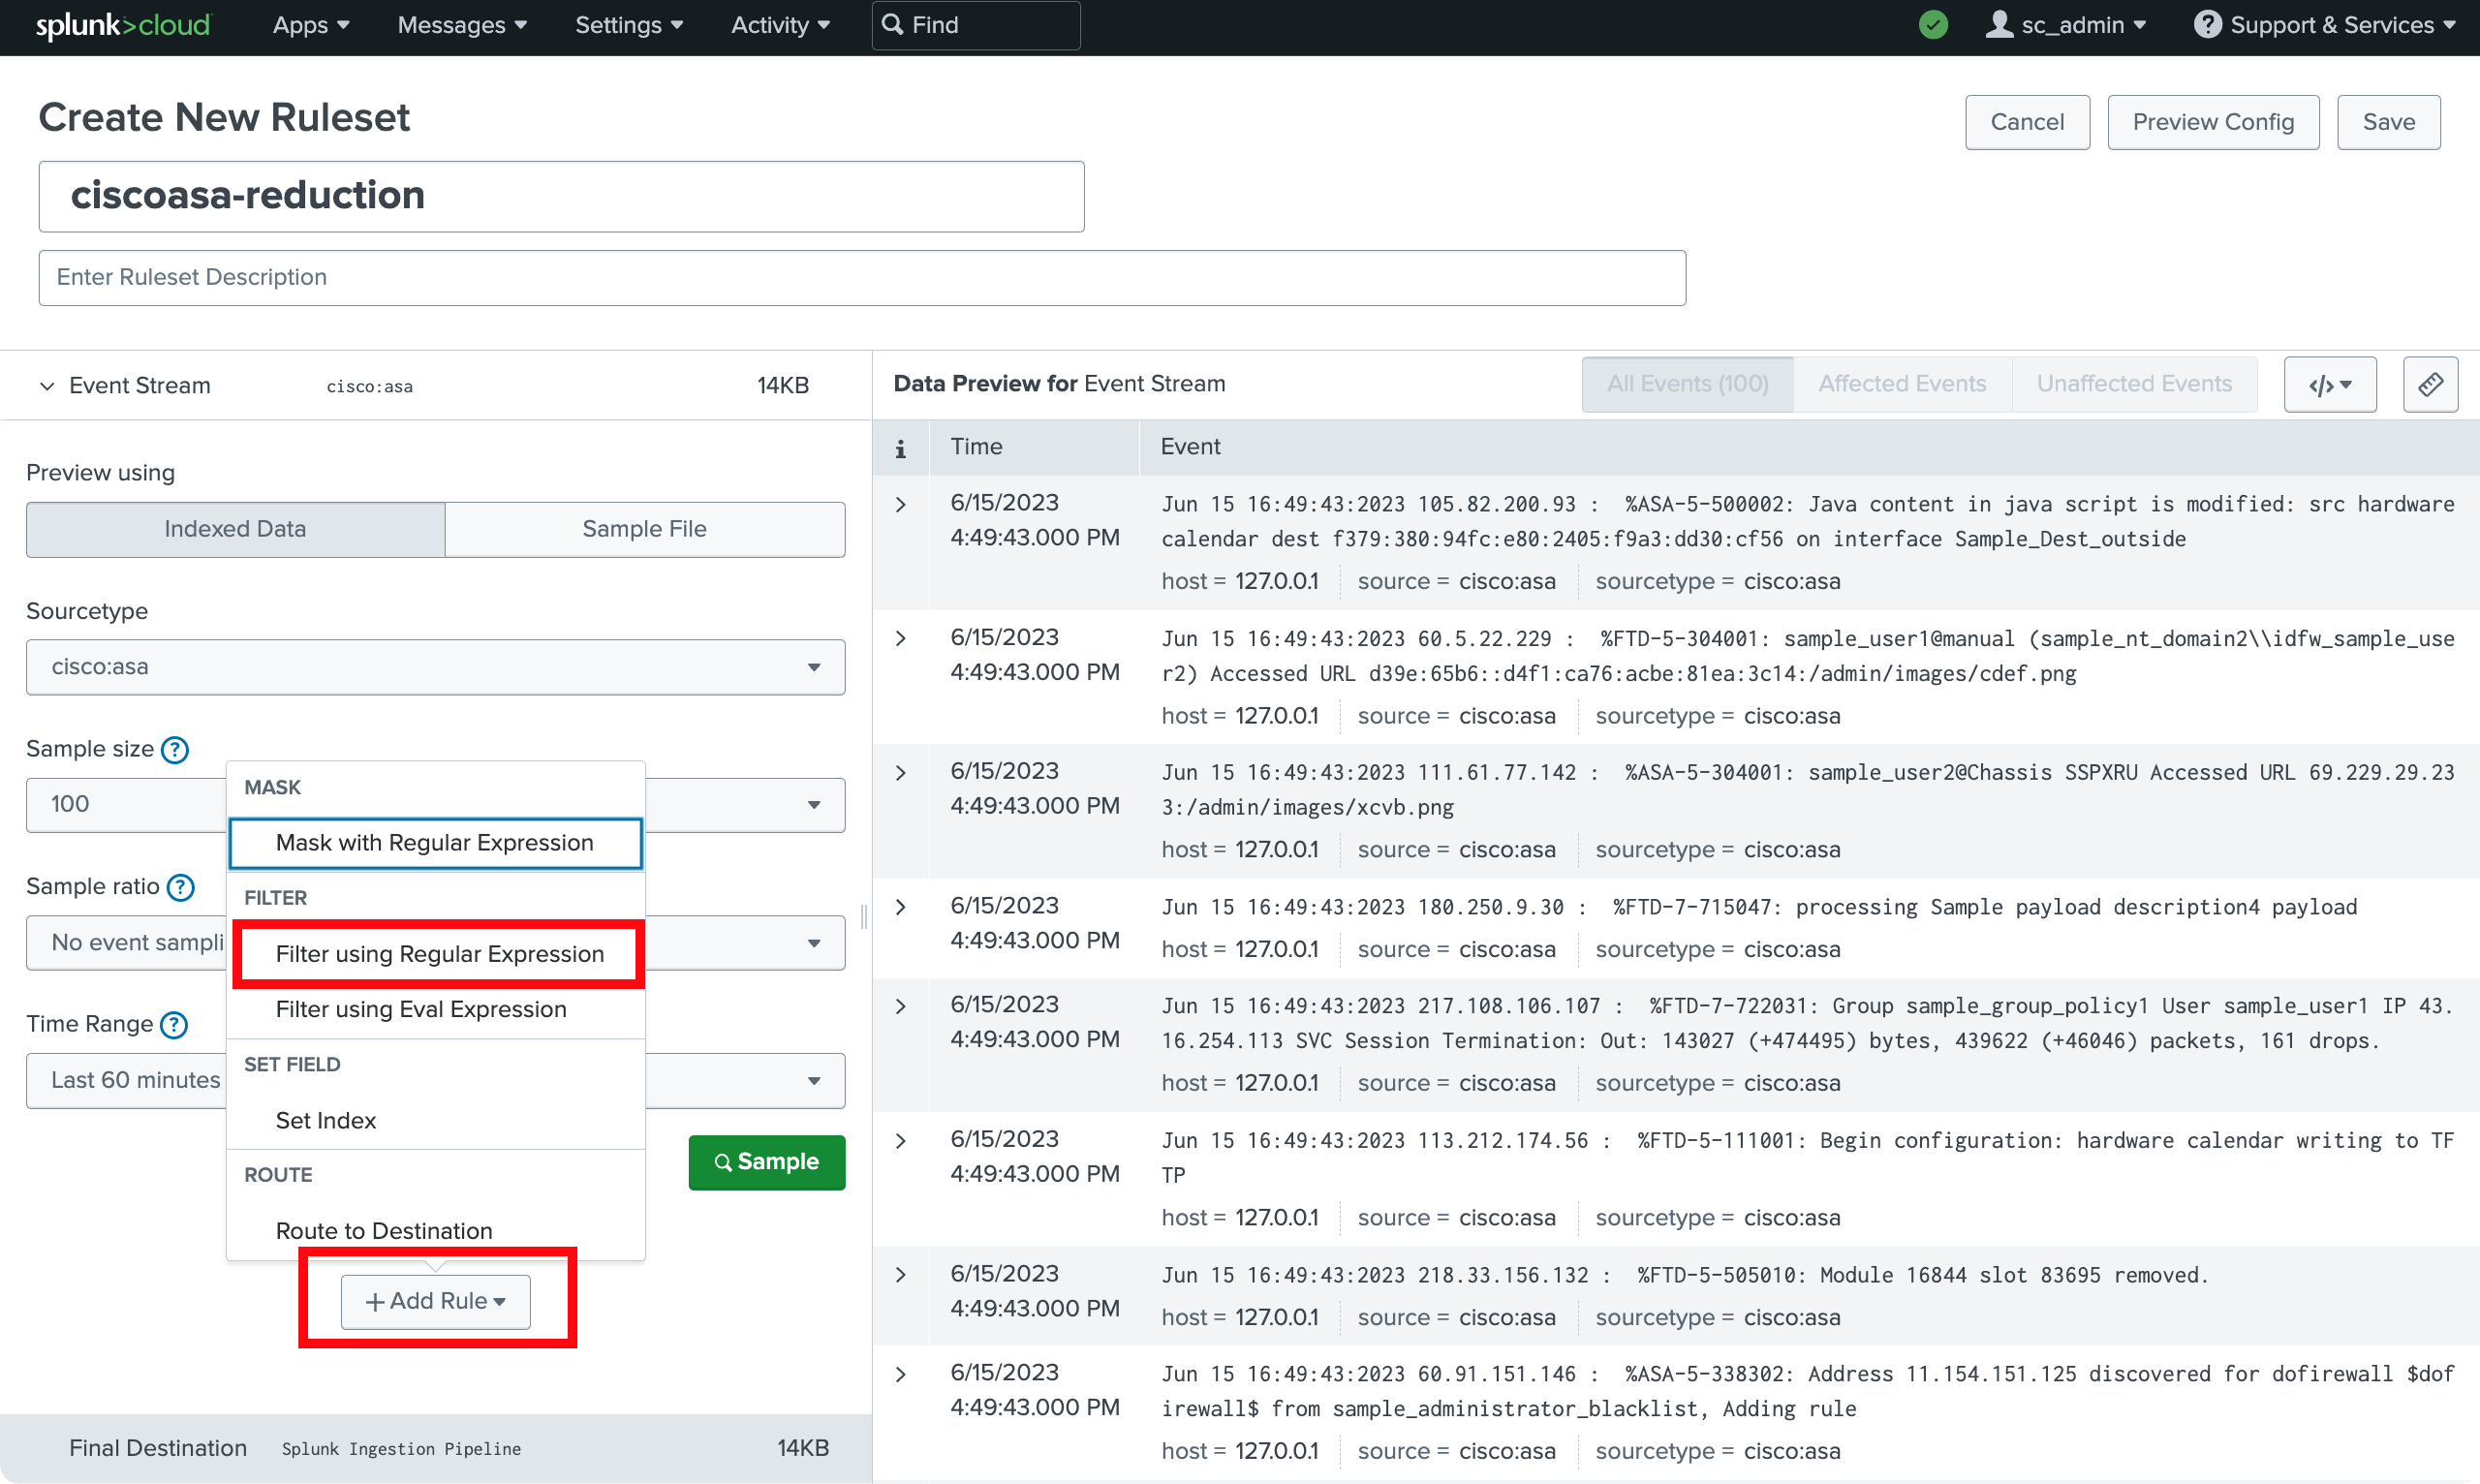 splunk>cloud Apps Messages Settings Activity Find sc_admin Support & Services
Create New Ruleset
Cancel Preview Config Save
ciscoasa-reduction
Enter Ruleset Description
Event Stream cisco:asa 14KB
Preview using
Indexed Data Sample File
Sourcetype
cisco:asa
Sample size ?
100
Sample ratio ?
No event sampli
Time Range ?
Last 60 minutes
MASK
Mask with Regular Expression
FILTER
Filter using Regular Expression
Filter using Eval Expression
SET FIELD
Set Index
ROUTE
Route to Destination
Sample
+ Add Rule
Final Destination Splunk Ingestion Pipeline 14KB
Data Preview for Event Stream
All Events (100) Affected Events Unaffected Events </>
i Time Event
6/15/2023
4:49:43.000 PM
Jun 15 16:49:43:2023 105.82.200.93 : %ASA-5-500002: Java content in java script is modified: src hardware
calendar dest f379:380:94fc:e80:2405:f9a3:dd30:cf56 on interface Sample_Dest_outside
host = 127.0.0.1 source = cisco:asa sourcetype = cisco:asa
6/15/2023
4:49:43.000 PM
Jun 15 16:49:43:2023 60.5.22.229 : %FTD-5-304001: sample_user1@manual (sample_nt_domain2\\idfw_sample_use
r2) Accessed URL d39e:65b6::d4f1:ca76:acbe:81ea:3c14:/admin/images/cdef.png
host = 127.0.0.1 source = cisco:asa sourcetype = cisco:asa
6/15/2023
4:49:43.000 PM
Jun 15 16:49:43:2023 111.61.77.142 : %ASA-5-304001: sample_user2@Chassis SSPXRU Accessed URL 69.229.29.23
3:/admin/images/xcvb.png
host = 127.0.0.1 source = cisco:asa sourcetype = cisco:asa
6/15/2023
4:49:43.000 PM
Jun 15 16:49:43:2023 180.250.9.30 : %FTD-7-715047: processing Sample payload description4 payload
host = 127.0.0.1 source = cisco:asa sourcetype = cisco:asa
6/15/2023
4:49:43.000 PM
Jun 15 16:49:43:2023 217.108.106.107 : %FTD-7-722031: Group sample_group_policy1 User sample_user1 IP 43.
16.254.113 SVC Session Termination: Out: 143027 (+474495) bytes, 439622 (+46046) packets, 161 drops.
host = 127.0.0.1 source = cisco:asa sourcetype = cisco:asa
6/15/2023
4:49:43.000 PM
Jun 15 16:49:43:2023 113.212.174.56 : %FTD-5-111001: Begin configuration: hardware calendar writing to TF
TP
host = 127.0.0.1 source = cisco:asa sourcetype = cisco:asa
6/15/2023
4:49:43.000 PM
Jun 15 16:49:43:2023 218.33.156.132 : %FTD-5-505010: Module 16844 slot 83695 removed.
host = 127.0.0.1 source = cisco:asa sourcetype = cisco:asa
6/15/2023
4:49:43.000 PM
Jun 15 16:49:43:2023 60.91.151.146 : %ASA-5-338302: Address 11.154.151.125 discovered for dofirewall $dof
irewall$ from sample_administrator_blacklist, Adding rule
host = 127.0.0.1 source = cisco:asa sourcetype = cisco:asa